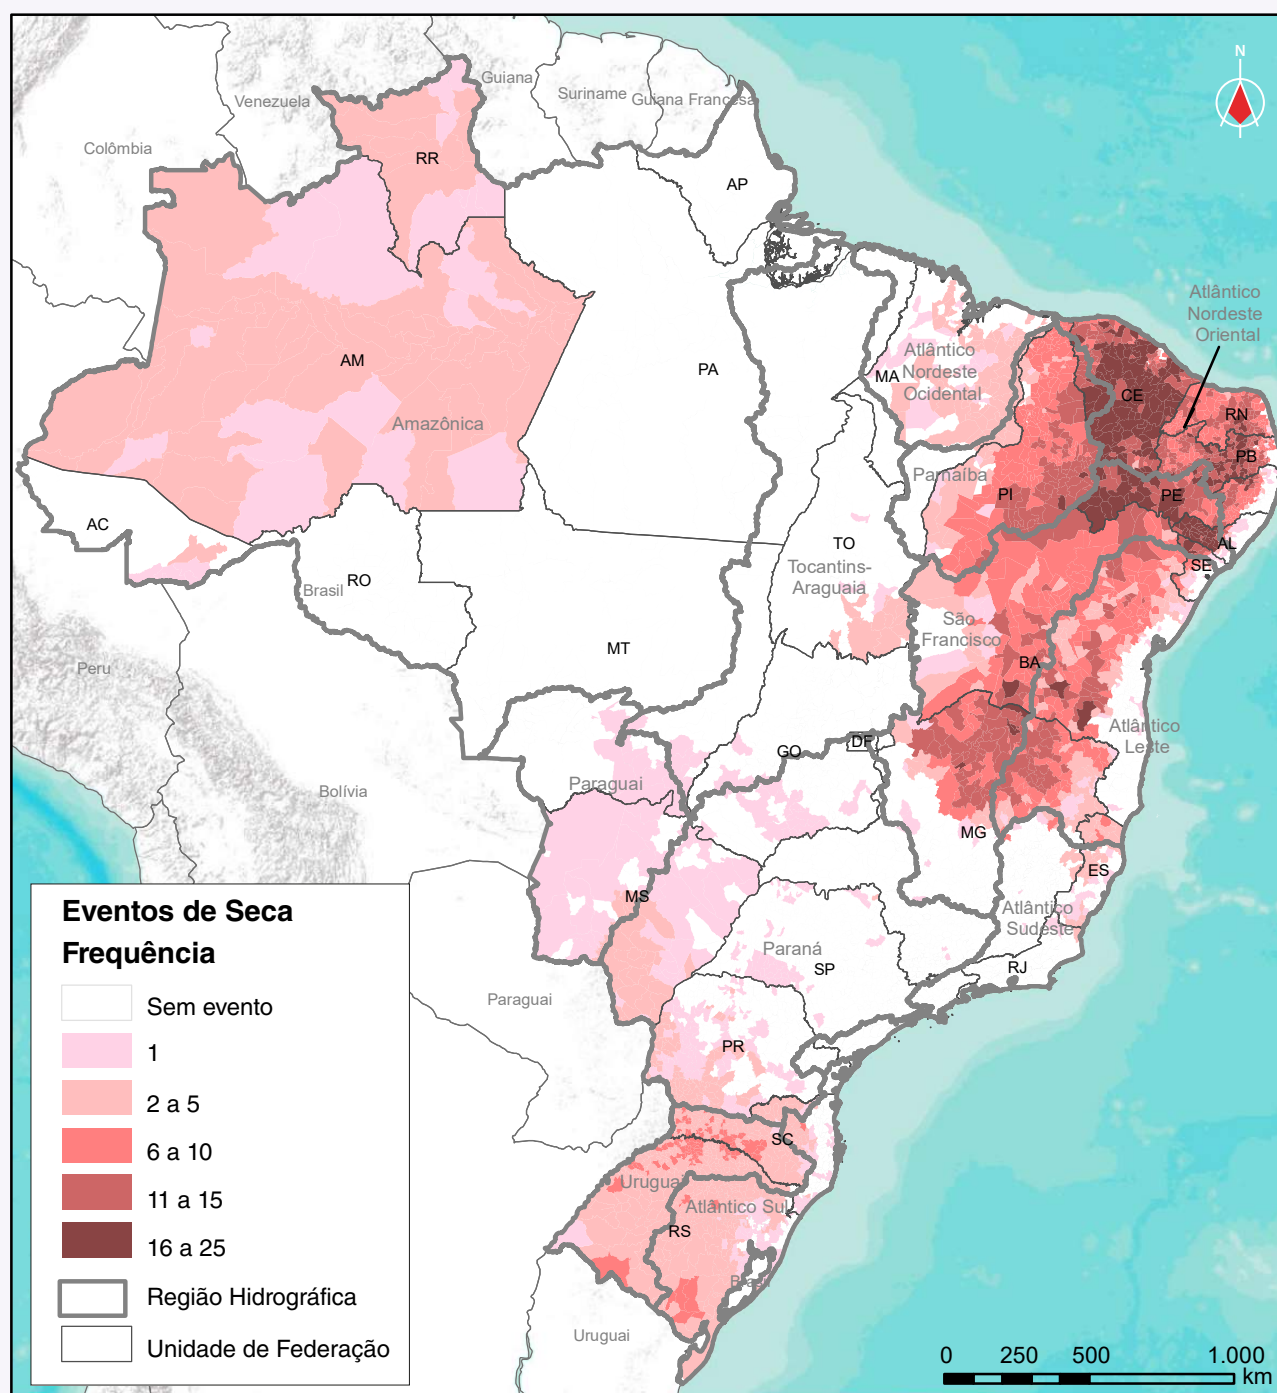 N
Guiana
Suriname
Guiana Francesa
Venezuela
Colômbia
RR
AP
Atlântico
Nordeste
Oriental
AM
PA
MA
Atlântico
Nordeste
Ocidental
CE
RN
PB
Amazônica
Parnaíba
PI
PE
AL
SE
AC
RO
Brasil
TO
Tocantins-
Araguaia
São
Francisco
BA
MT
Peru
Atlântico
Leste
GO
DF
Paraguai
Bolívia
MG
ES
MS
Atlântico
Sudeste
Paraná
SP
RJ
Paraguai
PR
SC
Uruguai
Atlântico Sul
RS
Brasil
Uruguai
Eventos de Seca
Frequência
Sem evento
1
2 a 5
6 a 10
11 a 15
16 a 25
Região Hidrográfica
Unidade de Federação
0 250 500 1.000
km